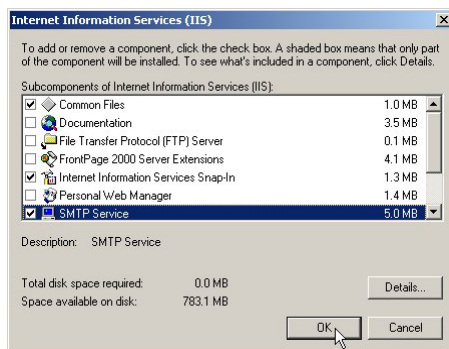 Internet Information Services (IIS)
To add or remove a component, click the check box. A shaded box means that only part
of the component will be installed. To see what's included in a component, click Details.
Subcomponents of Internet Information Services (IIS):
Common Files 1.0 MB
Documentation 3.5 MB
File Transfer Protocol (FTP) Server 0.1 MB
FrontPage 2000 Server Extensions 4.1 MB
Internet Information Services Snap-In 1.3 MB
Personal Web Manager 1.4 MB
SMTP Service 5.0 MB
Description: SMTP Service
Total disk space required: 0.0 MB
Space available on disk: 783.1 MB
Details...
OK Cancel